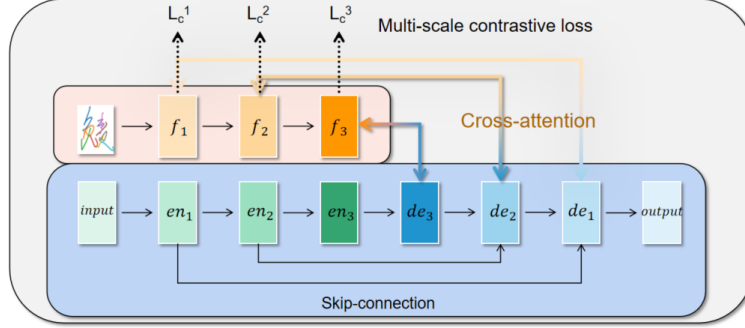 L_c^1 L_c^2 L_c^3
Multi-scale contrastive loss
f_1 f_2 f_3
Cross-attention
input en_1 en_2 en_3 de_3 de_2 de_1 output
Skip-connection